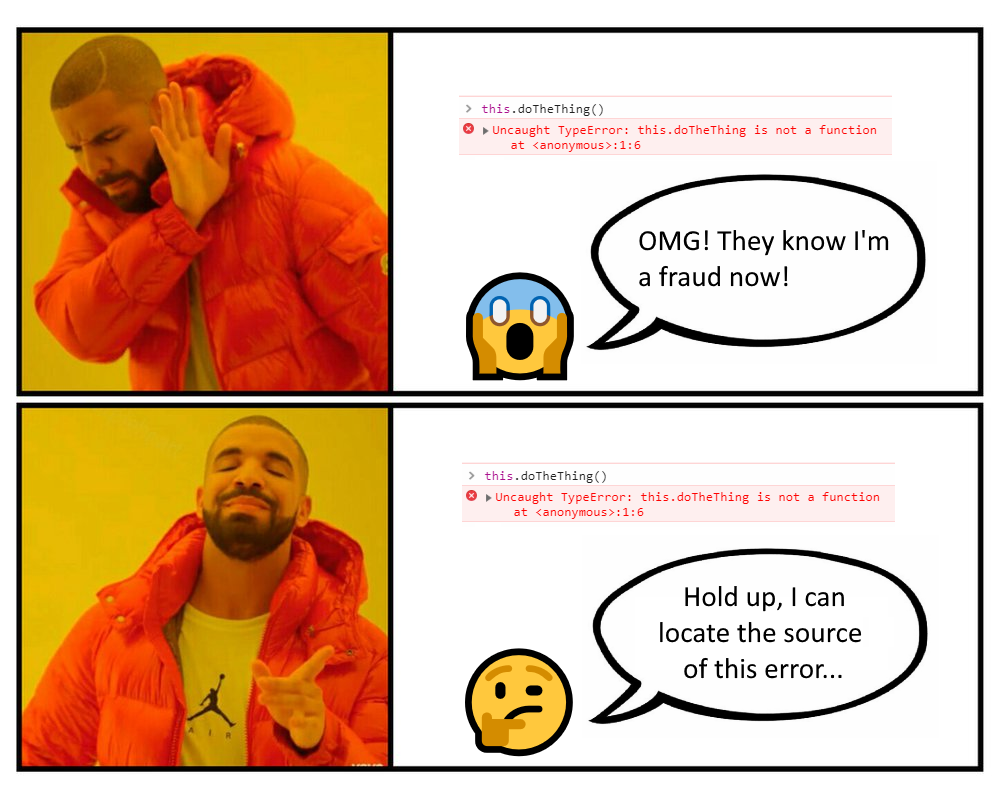 > this.doTheThing()
Uncaught TypeError: this.doTheThing is not a function
at <anonymous>:1:6
OMG! They know I'm
a fraud now!
> this.doTheThing()
Uncaught TypeError: this.doTheThing is not a function
at <anonymous>:1:6
Hold up, I can
locate the source
of this error...
AIR